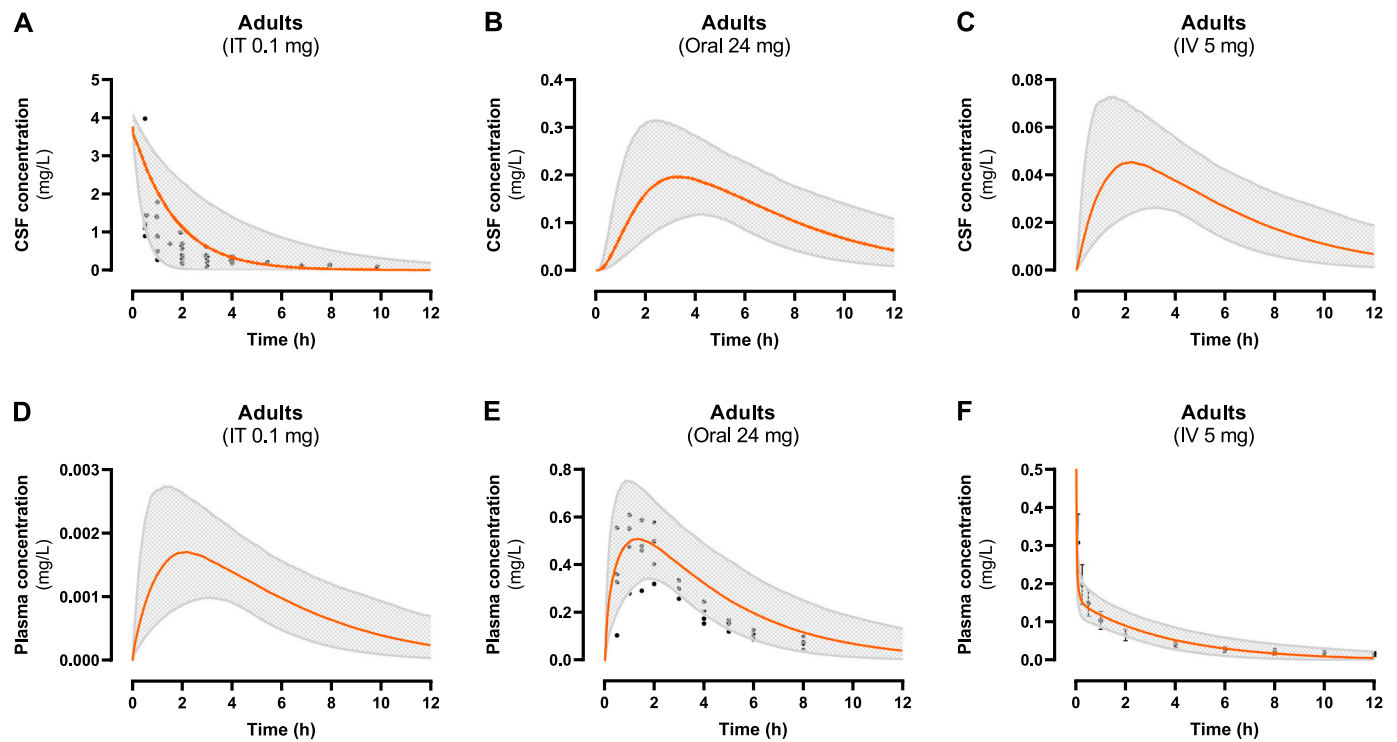 A
Adults
(IT 0.1 mg)
CSF concentration
(mg/L)
5
4
3
2
1
0
0 2 4 6 8 10 12
Time (h)
B
Adults
(Oral 24 mg)
CSF concentration
(mg/L)
0.4
0.3
0.2
0.1
0.0
0 2 4 6 8 10 12
Time (h)
C
Adults
(IV 5 mg)
CSF concentration
(mg/L)
0.08
0.06
0.04
0.02
0.00
0 2 4 6 8 10 12
Time (h)
D
Adults
(IT 0.1 mg)
Plasma concentration
(mg/L)
0.003
0.002
0.001
0.000
0 2 4 6 8 10 12
Time (h)
E
Adults
(Oral 24 mg)
Plasma concentration
(mg/L)
0.8
0.6
0.4
0.2
0.0
0 2 4 6 8 10 12
Time (h)
F
Adults
(IV 5 mg)
Plasma concentration
(mg/L)
0.5
0.4
0.3
0.2
0.1
0.0
0 2 4 6 8 10 12
Time (h)